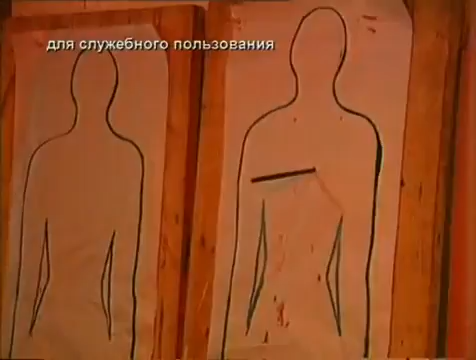 для служебного пользования